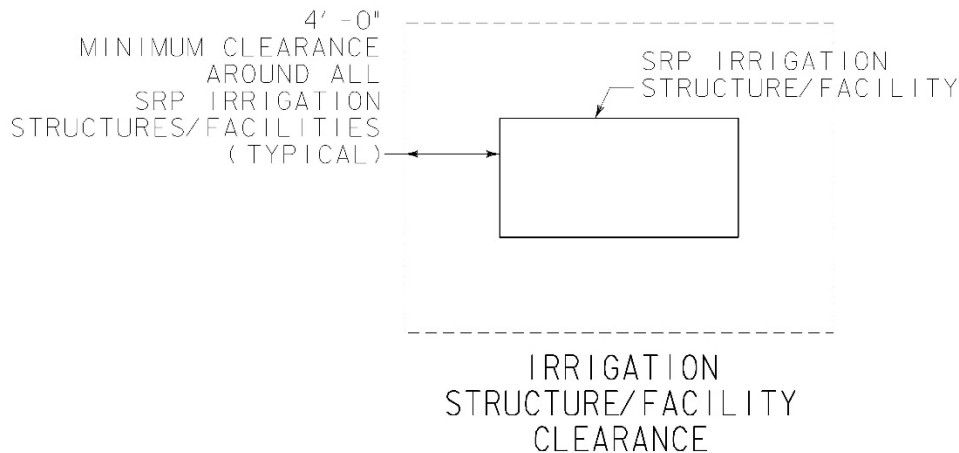 4'-0"
MINIMUM CLEARANCE
AROUND ALL
SRP IRRIGATION
STRUCTURES/FACILITIES
(TYPICAL)
SRP IRRIGATION
STRUCTURE/FACILITY
IRRIGATION
STRUCTURE/FACILITY
CLEARANCE